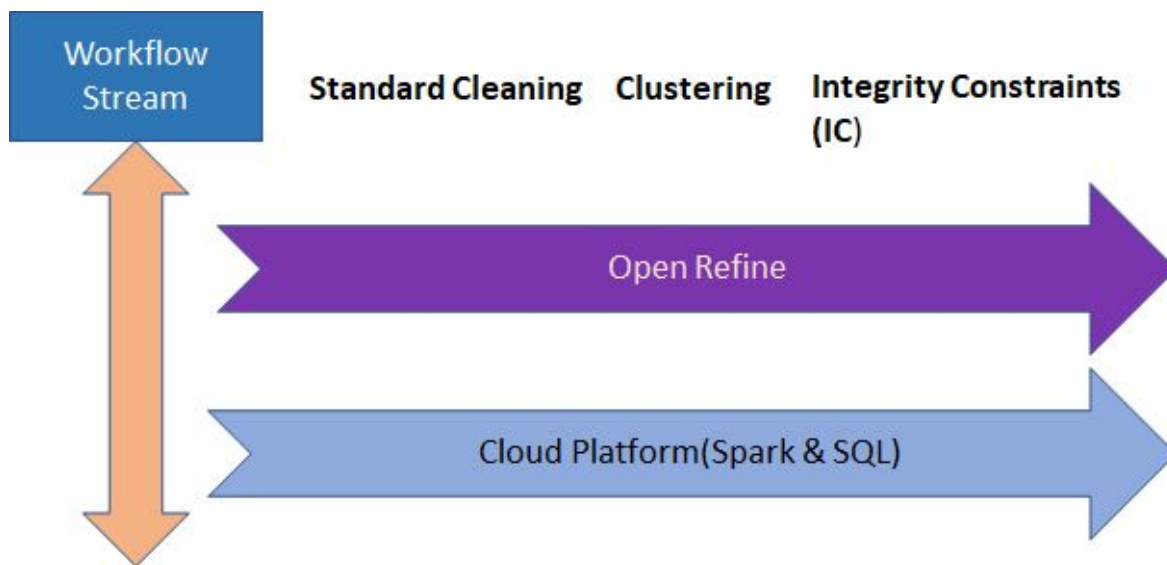 Workflow
Stream
Standard Cleaning Clustering Integrity Constraints
(IC)
Open Refine
Cloud Platform(Spark & SQL)